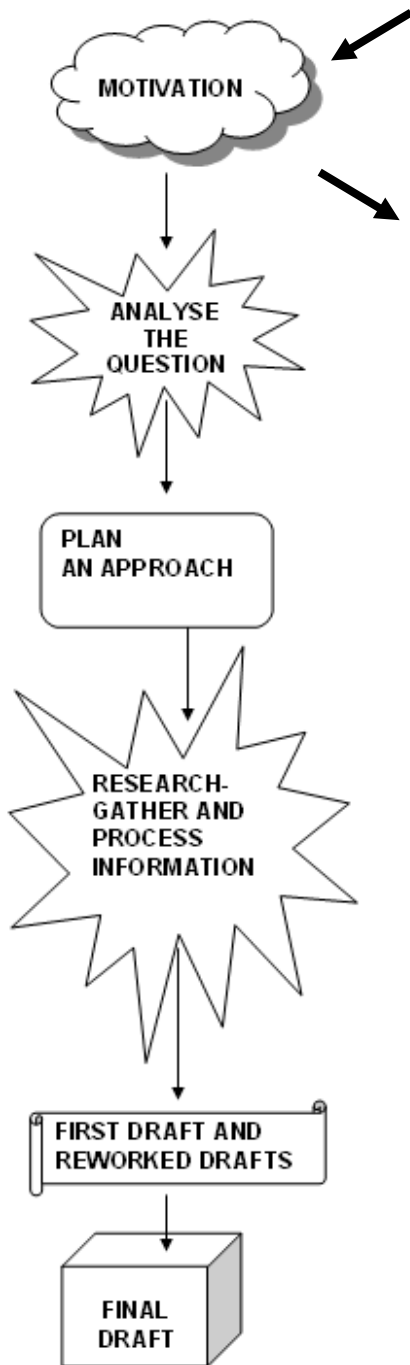 MOTIVATION
ANALYSE
THE
QUESTION
PLAN
AN APPROACH
RESEARCH-
GATHER AND
PROCESS
INFORMATION
FIRST DRAFT AND
REWORKED DRAFTS
FINAL
DRAFT